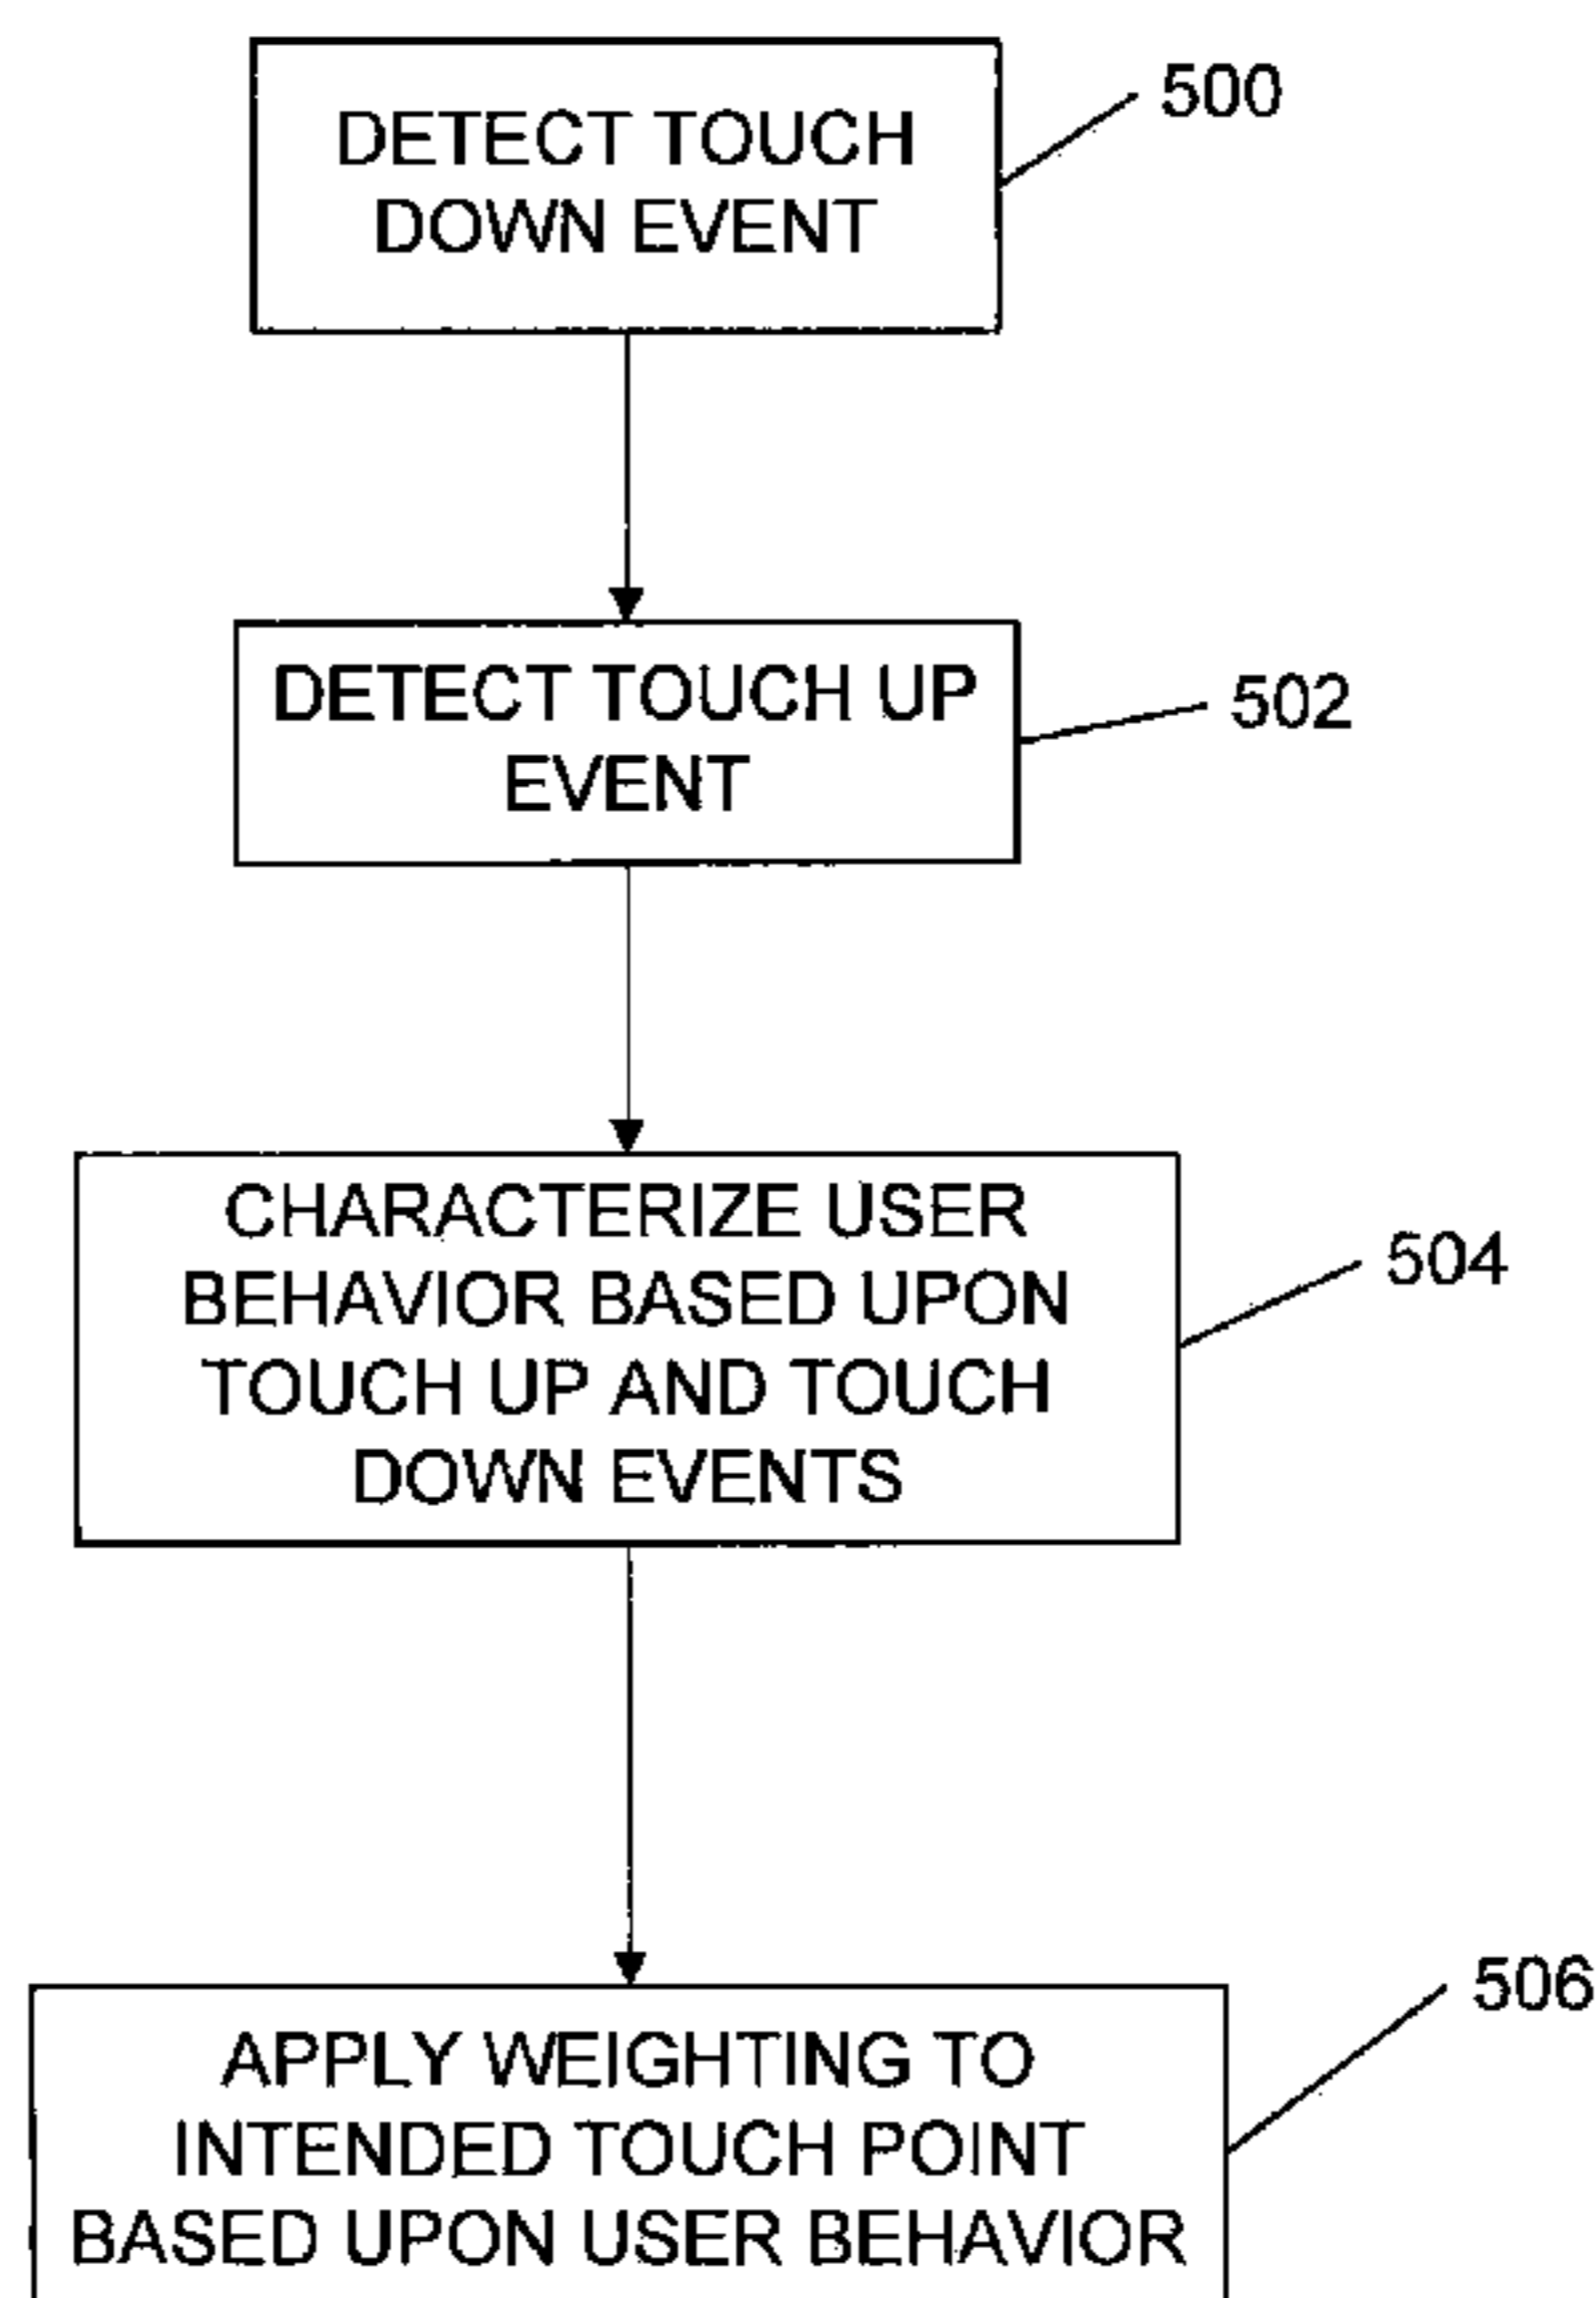 DETECT TOUCH
DOWN EVENT
500
DETECT TOUCH UP
EVENT
502
CHARACTERIZE USER
BEHAVIOR BASED UPON
TOUCH UP AND TOUCH
DOWN EVENTS
504
APPLY WEIGHTING TO
INTENDED TOUCH POINT
BASED UPON USER BEHAVIOR
506